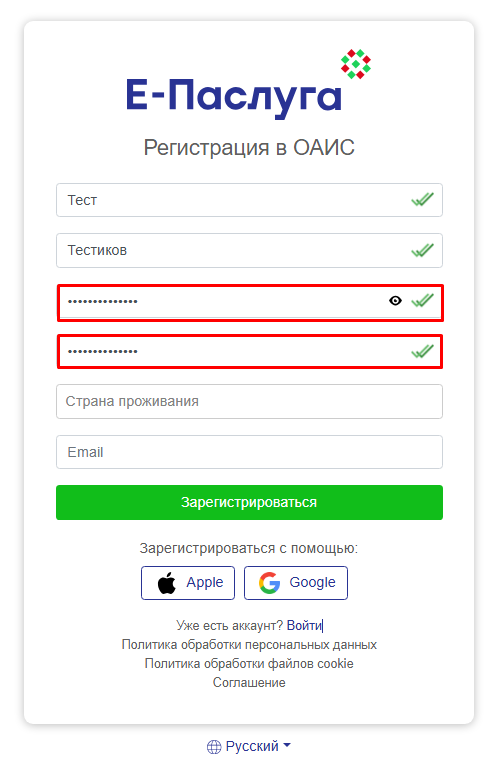 Е-Паслуга
Регистрация в ОАИС
Тест
Тестиков
••••••••••••••
••••••••••••••
Страна проживания
Email
Зарегистрироваться
Зарегистрироваться с помощью:
Apple Google
Уже есть аккаунт? Войти
Политика обработки персональных данных
Политика обработки файлов cookie
Соглашение
Русский